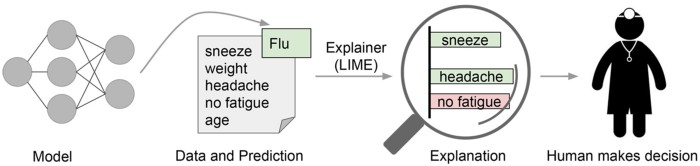 Flu
sneeze
weight
headache
no fatigue
age
Explainer
(LIME)
sneeze
headache
no fatigue
Model
Data and Prediction
Explanation
Human makes decision